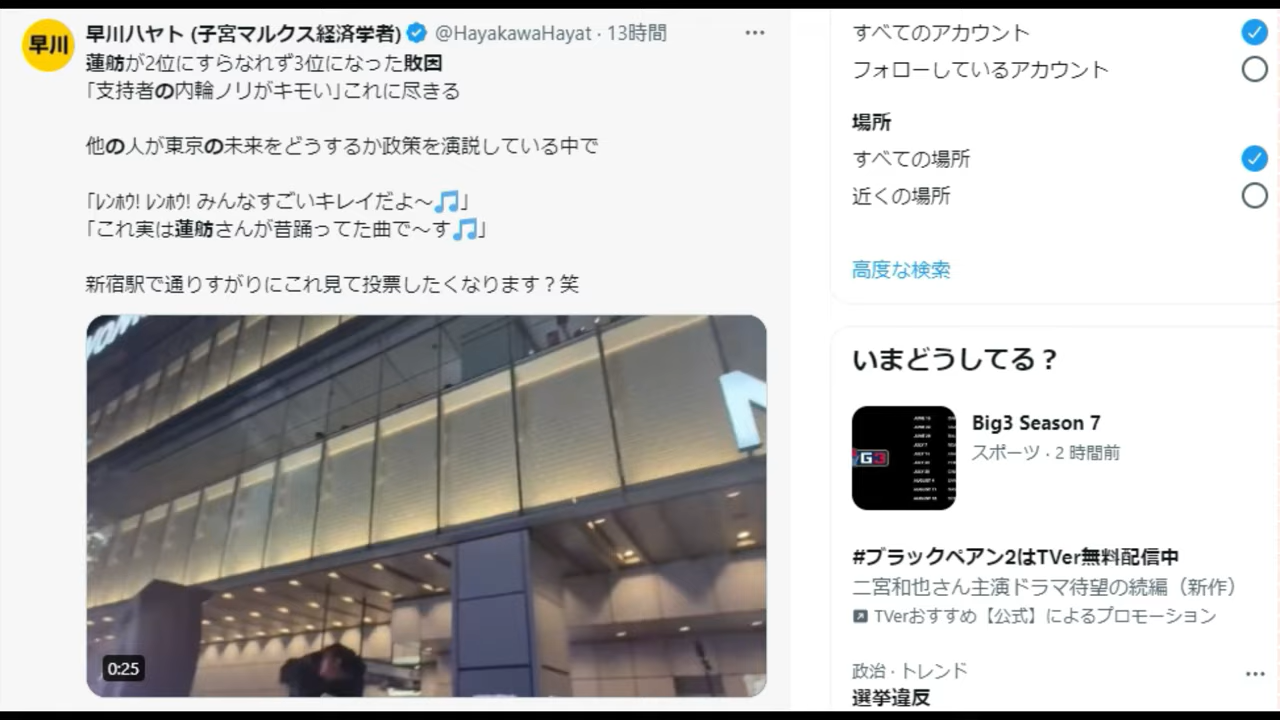 早川
早川ハヤト (子宮マルクス経済学者) @HayakawaHayat · 13時間
蓮舫が2位にすらなれず3位になった敗因
「支持者の内輪ノリがキモい」これに尽きる
他の人が東京の未来をどうするか政策を演説している中で
「ﾚﾝﾎｳ! ﾚﾝﾎｳ! みんなすごいキレイだよ～🎵」
「これ実は蓮舫さんが昔踊ってた曲で～す🎵」
新宿駅で通りすがりにこれ見て投票したくなります？笑
0:25
すべてのアカウント
フォローしているアカウント
場所
すべての場所
近くの場所
高度な検索
いまどうしてる？
G3
Big3 Season 7
スポーツ · 2 時間前
#ブラックペアン2はTVer無料配信中
二宮和也さん主演ドラマ待望の続編（新作）
TVerおすすめ【公式】によるプロモーション
政治 · トレンド
選挙違反